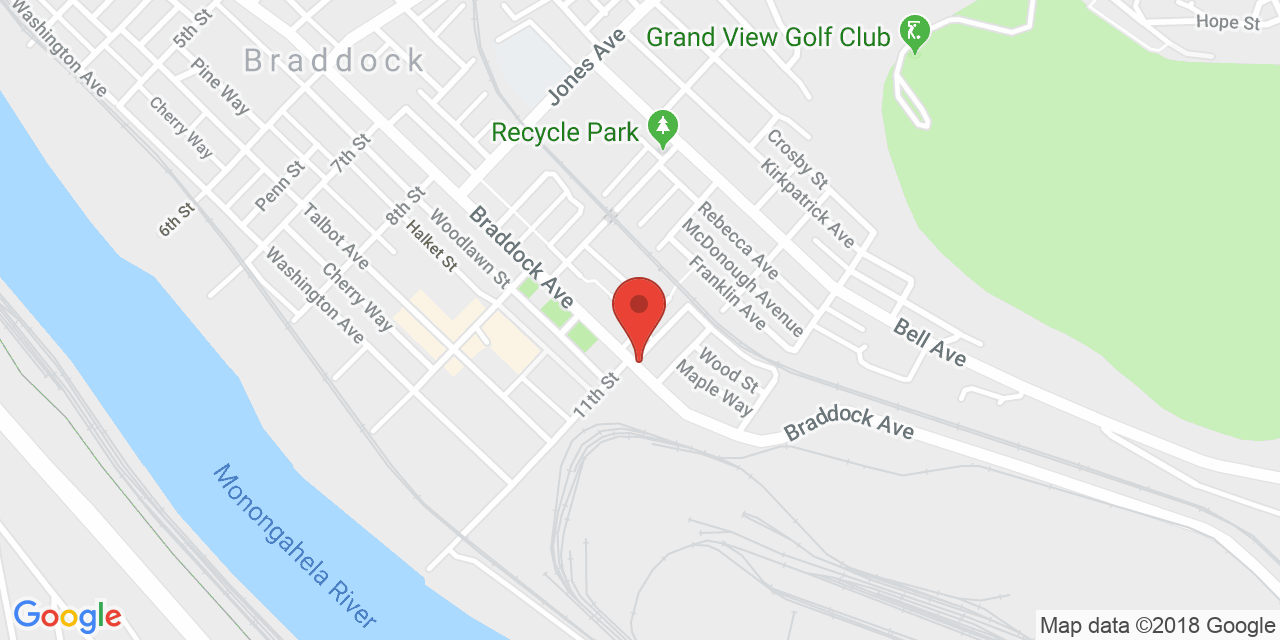 Washington Ave
5th St
Braddock
Jones Ave
Grand View Golf Club
Hope St
Pine Way
Cherry Way
Recycle Park
7th St
Penn St
Crosby St
Kirkpatrick Ave
6th St
Talbot Ave
8th St
Woodlawn St
Halket St
Braddock Ave
Rebecca Ave
McDonough Avenue
Franklin Ave
Washington Ave
Cherry Way
Bell Ave
Wood St
Maple Way
11th St
Braddock Ave
Monongahela River
Google
Map data ©2018 Google